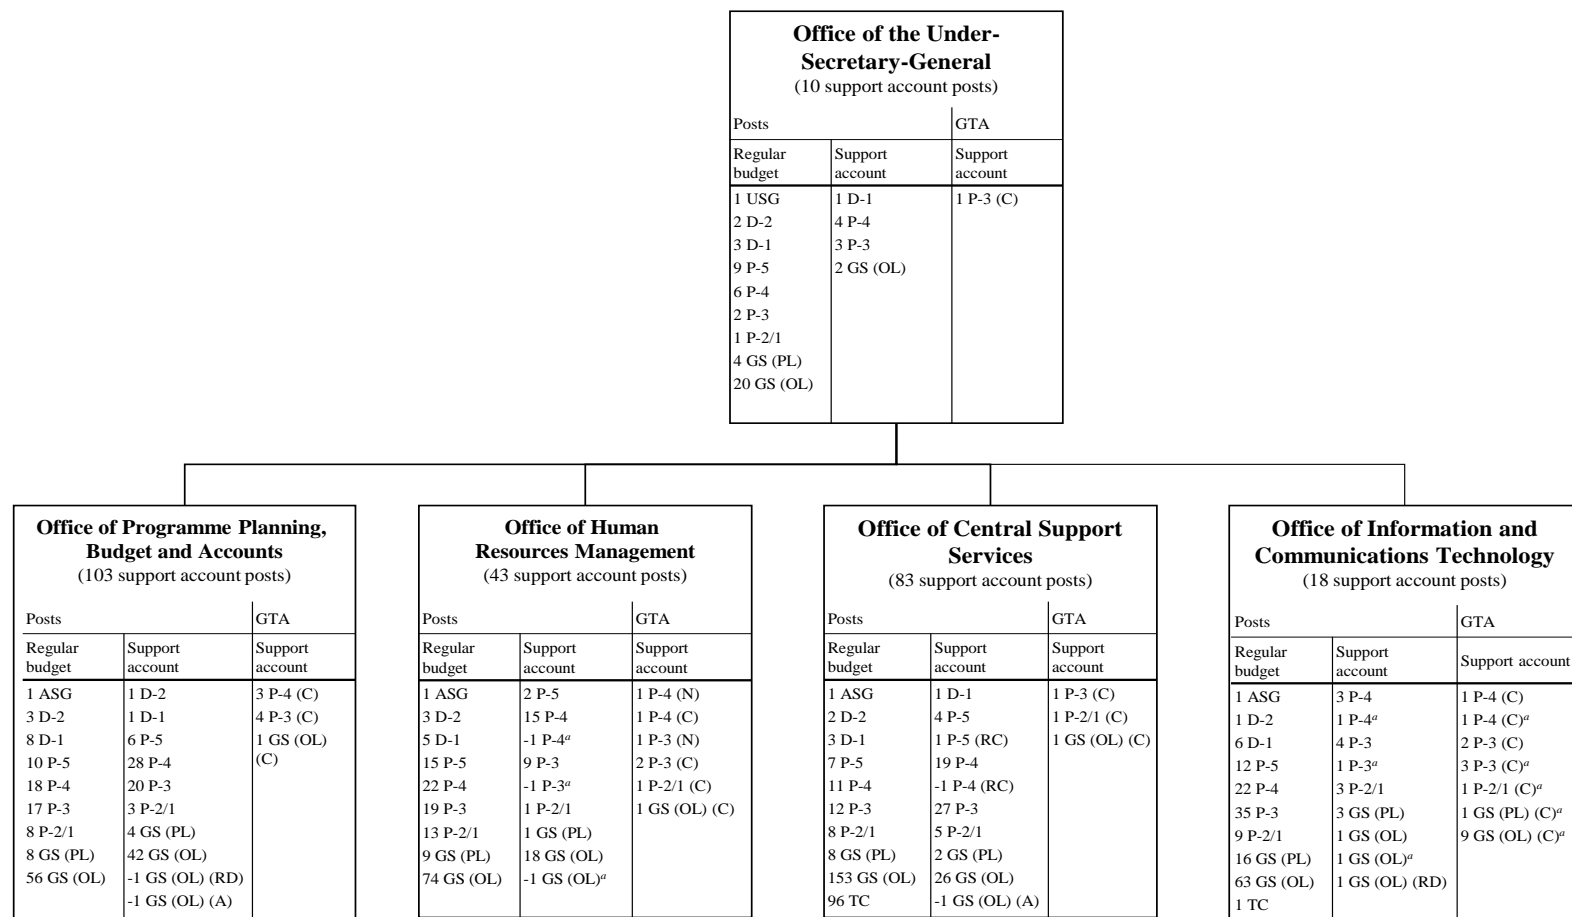 Office of the Under-
Secretary-General
(10 support account posts)
Posts GTA
Regular budget Support account Support account
1 USG 1 D-1 1 P-3 (C)
2 D-2 4 P-4
3 D-1 3 P-3
9 P-5 2 GS (OL)
6 P-4
2 P-3
1 P-2/1
4 GS (PL)
20 GS (OL)
Office of Programme Planning,
Budget and Accounts
(103 support account posts)
Posts GTA
Regular budget Support account Support account
1 ASG 1 D-2 3 P-4 (C)
3 D-2 1 D-1 4 P-3 (C)
8 D-1 6 P-5 1 GS (OL)
10 P-5 28 P-4 (C)
18 P-4 20 P-3
17 P-3 3 P-2/1
8 P-2/1 4 GS (PL)
8 GS (PL) 42 GS (OL)
56 GS (OL) -1 GS (OL) (RD)
-1 GS (OL) (A)
Office of Human
Resources Management
(43 support account posts)
Posts GTA
Regular budget Support account Support account
1 ASG 2 P-5 1 P-4 (N)
3 D-2 15 P-4 1 P-4 (C)
5 D-1 -1 P-4a 1 P-3 (N)
15 P-5 9 P-3 2 P-3 (C)
22 P-4 -1 P-3a 1 P-2/1 (C)
19 P-3 1 P-2/1 1 GS (OL) (C)
13 P-2/1 1 GS (PL)
9 GS (PL) 18 GS (OL)
74 GS (OL) -1 GS (OL)a
Office of Central Support
Services
(83 support account posts)
Posts GTA
Regular budget Support account Support account
1 ASG 1 D-1 1 P-3 (C)
2 D-2 4 P-5 1 P-2/1 (C)
3 D-1 1 P-5 (RC) 1 GS (OL) (C)
7 P-5 19 P-4
11 P-4 -1 P-4 (RC)
12 P-3 27 P-3
8 P-2/1 5 P-2/1
8 GS (PL) 2 GS (PL)
153 GS (OL) 26 GS (OL)
96 TC -1 GS (OL) (A)
Office of Information and
Communications Technology
(18 support account posts)
Posts GTA
Regular budget Support account Support account
1 ASG 3 P-4 1 P-4 (C)
1 D-2 1 P-4a 1 P-4 (C)a
6 D-1 4 P-3 2 P-3 (C)
12 P-5 1 P-3a 3 P-3 (C)a
22 P-4 3 P-2/1 1 P-2/1 (C)a
35 P-3 3 GS (PL) 1 GS (PL) (C)a
9 P-2/1 1 GS (OL) 9 GS (OL) (C)a
16 GS (PL) 1 GS (OL)a
63 GS (OL) 1 GS (OL) (RD)
1 TC